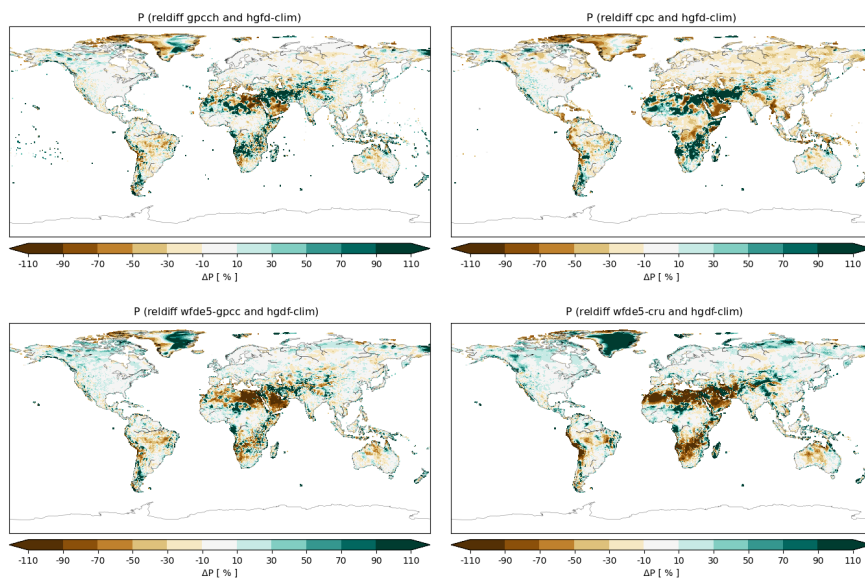 P (reldiff gpcch and hgfd-clim)
P (reldiff cpc and hgfd-clim)
-110 -90 -70 -50 -30 -10 10 30 50 70 90 110
ΔP [ % ]
-110 -90 -70 -50 -30 -10 10 30 50 70 90 110
ΔP [ % ]
P (reldiff wfde5-gpcc and hgdf-clim)
P (reldiff wfde5-cru and hgdf-clim)
-110 -90 -70 -50 -30 -10 10 30 50 70 90 110
ΔP [ % ]
-110 -90 -70 -50 -30 -10 10 30 50 70 90 110
ΔP [ % ]